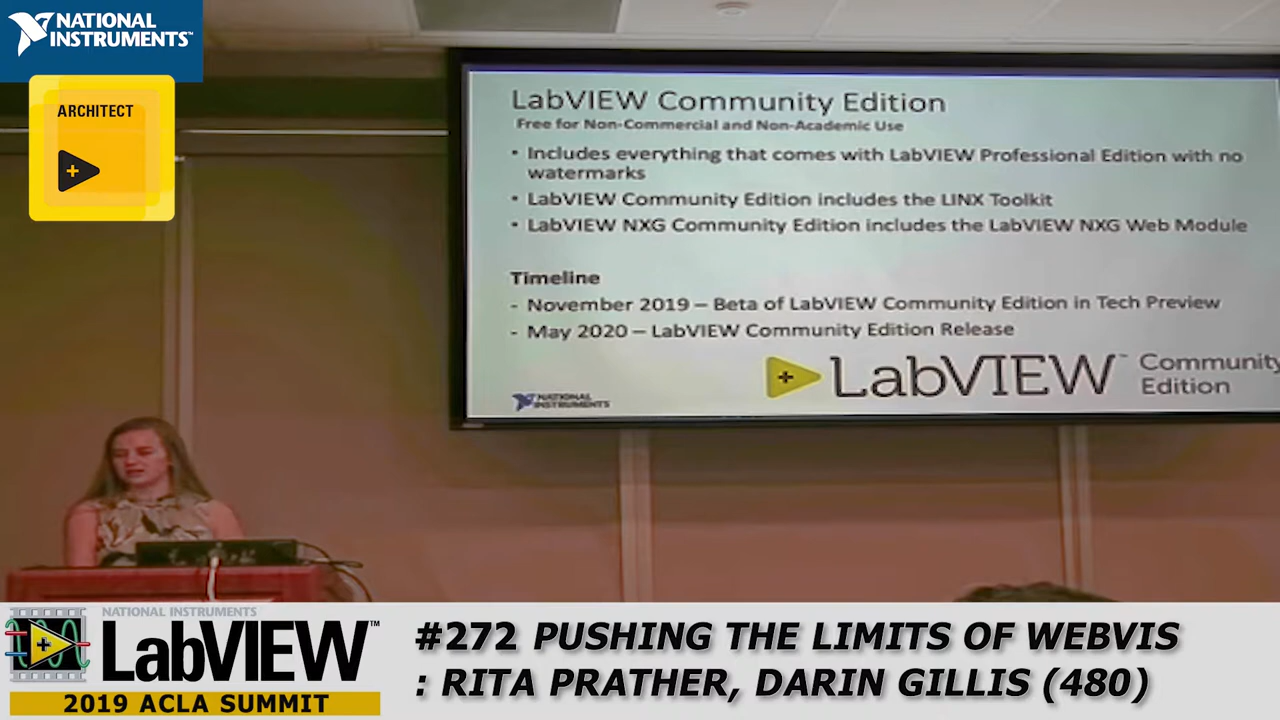 NATIONAL
INSTRUMENTS™
ARCHITECT
LabVIEW Community Edition
Free for Non-Commercial and Non-Academic Use
• Includes everything that comes with LabVIEW Professional Edition with no
watermarks
• LabVIEW Community Edition includes the LINX Toolkit
• LabVIEW NXG Community Edition includes the LabVIEW NXG Web Module
Timeline
- November 2019 – Beta of LabVIEW Community Edition in Tech Preview
- May 2020 – LabVIEW Community Edition Release
LabVIEW™ Community
Edition
NATIONAL
INSTRUMENTS
NATIONAL INSTRUMENTS
LabVIEW™
2019 ACLA SUMMIT
#272 PUSHING THE LIMITS OF WEBVIS
: RITA PRATHER, DARIN GILLIS (480)